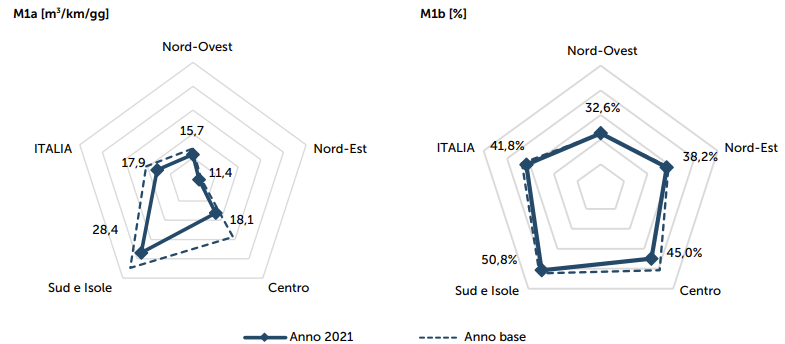 M1a [m³/km/gg]
Nord-Ovest
ITALIA
Nord-Est
15,7
17,9
11,4
18,1
28,4
Sud e Isole
Centro
M1b [%]
Nord-Ovest
32,6%
ITALIA
41,8%
38,2%
Nord-Est
50,8%
45,0%
Sud e Isole
Centro
Anno 2021
Anno base